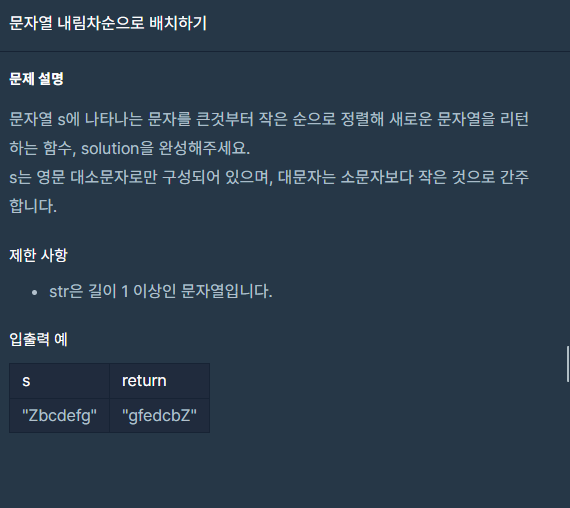 문자열 내림차순으로 배치하기
문제 설명
문자열 s에 나타나는 문자를 큰것부터 작은 순으로 정렬해 새로운 문자열을 리턴
하는 함수, solution을 완성해주세요.
s는 영문 대소문자로만 구성되어 있으며, 대문자는 소문자보다 작은 것으로 간주
합니다.
제한 사항
• str은 길이 1 이상인 문자열입니다.
입출력 예
s return
"Zbcdefg" "gfedcbZ"